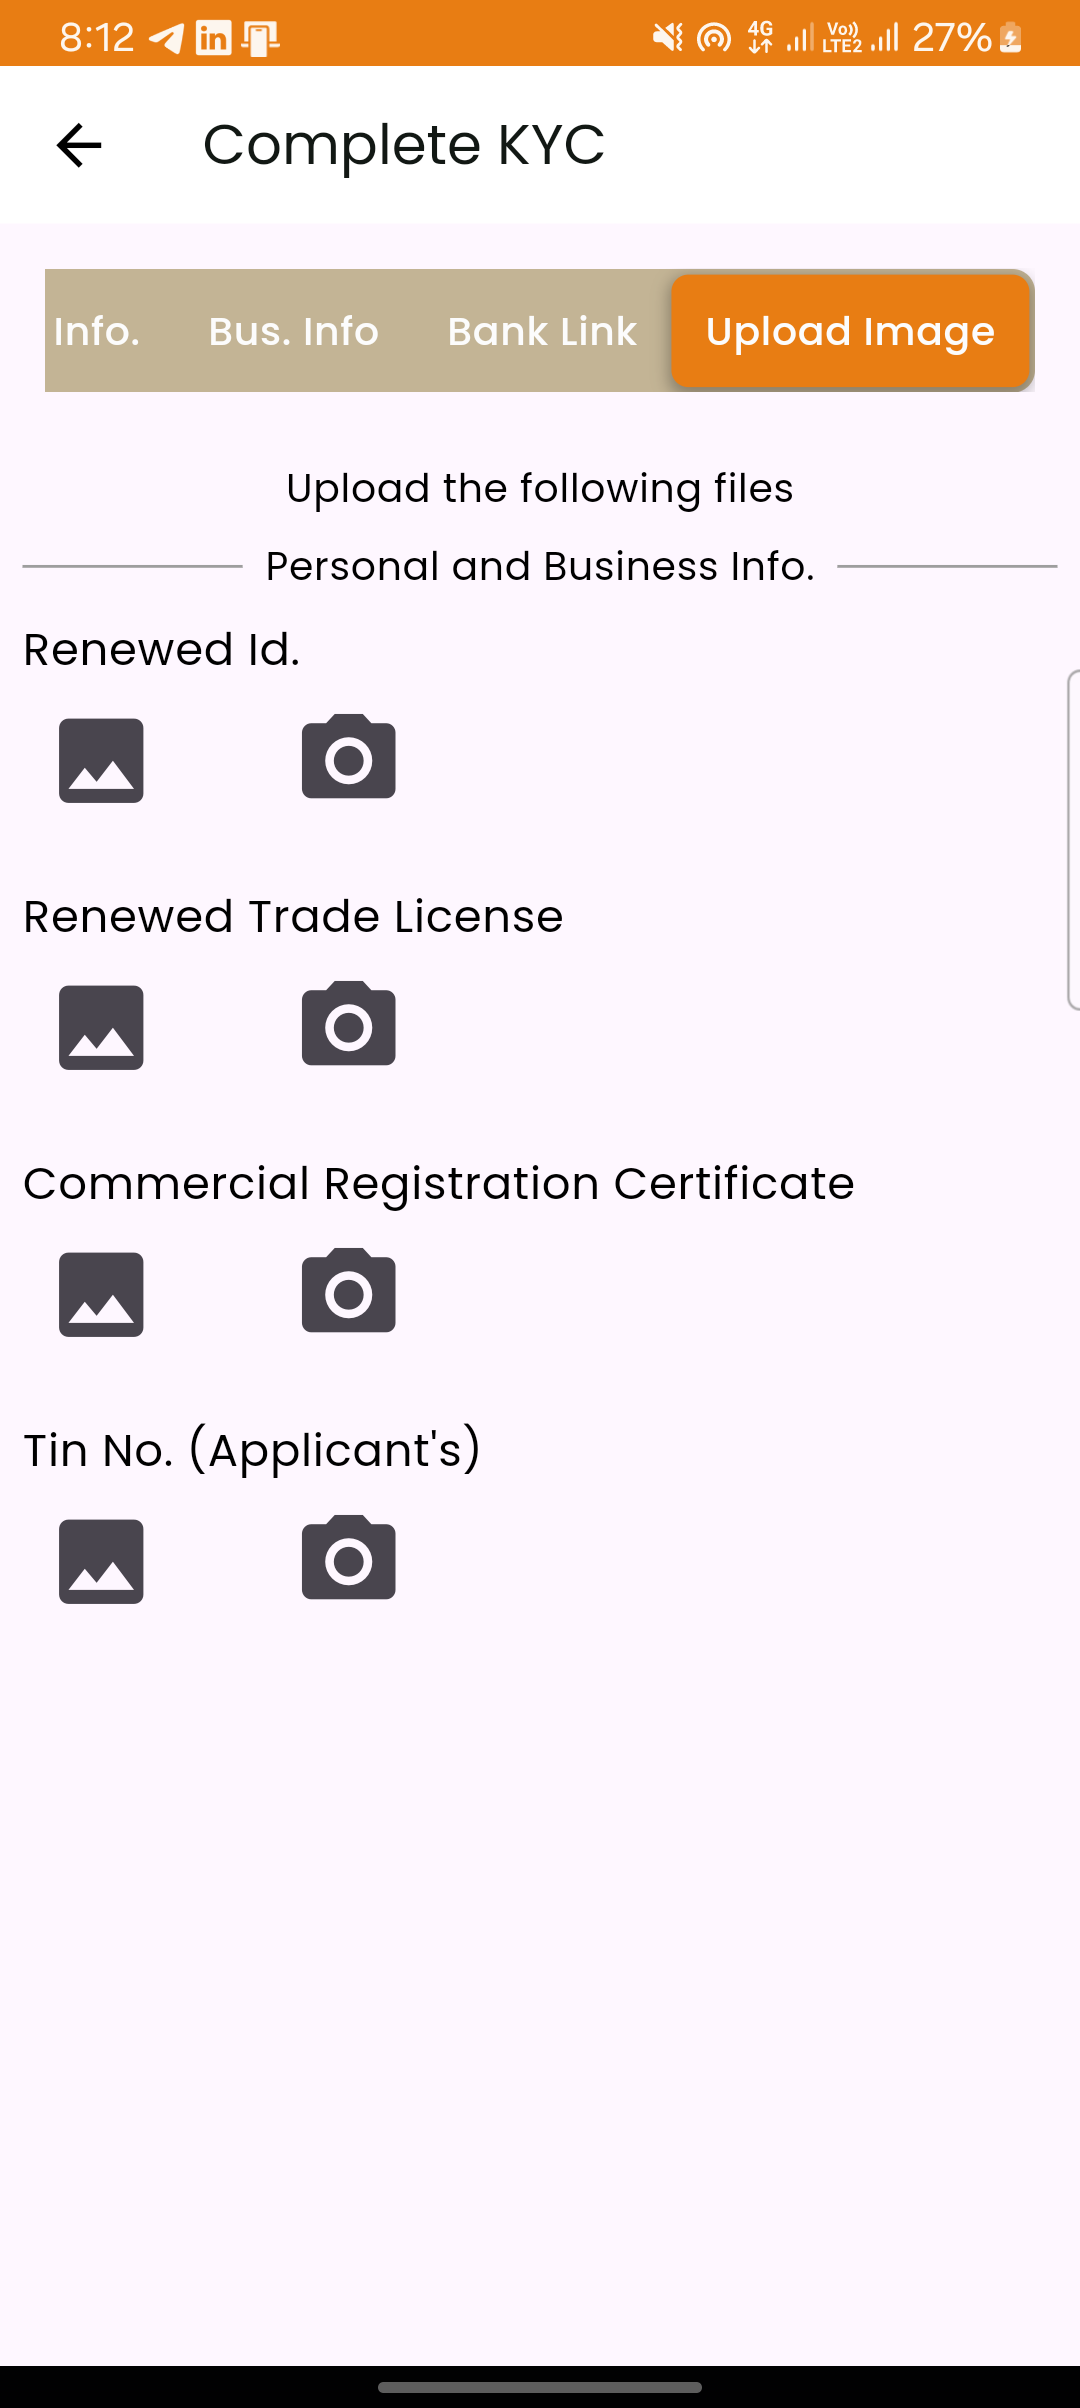 8:12
in
4G
Vo))
LTE2
27%
Complete KYC
Info.
Bus. Info
Bank Link
Upload Image
Upload the following files
Personal and Business Info.
Renewed Id.
Renewed Trade License
Commercial Registration Certificate
Tin No. (Applicant's)